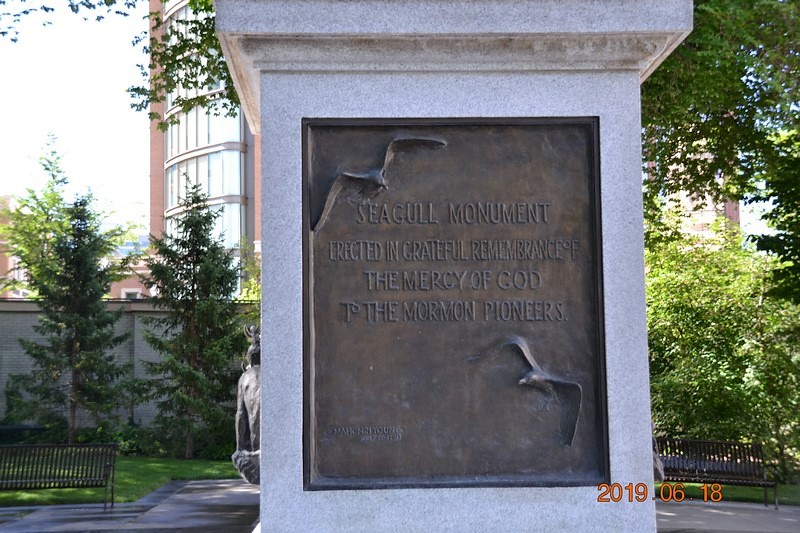 SEAGULL MONUMENT
ERECTED IN GRATEFUL REMEMBRANCE OF
THE MERCY OF GOD
TO THE MORMON PIONEERS.
2019 06 18